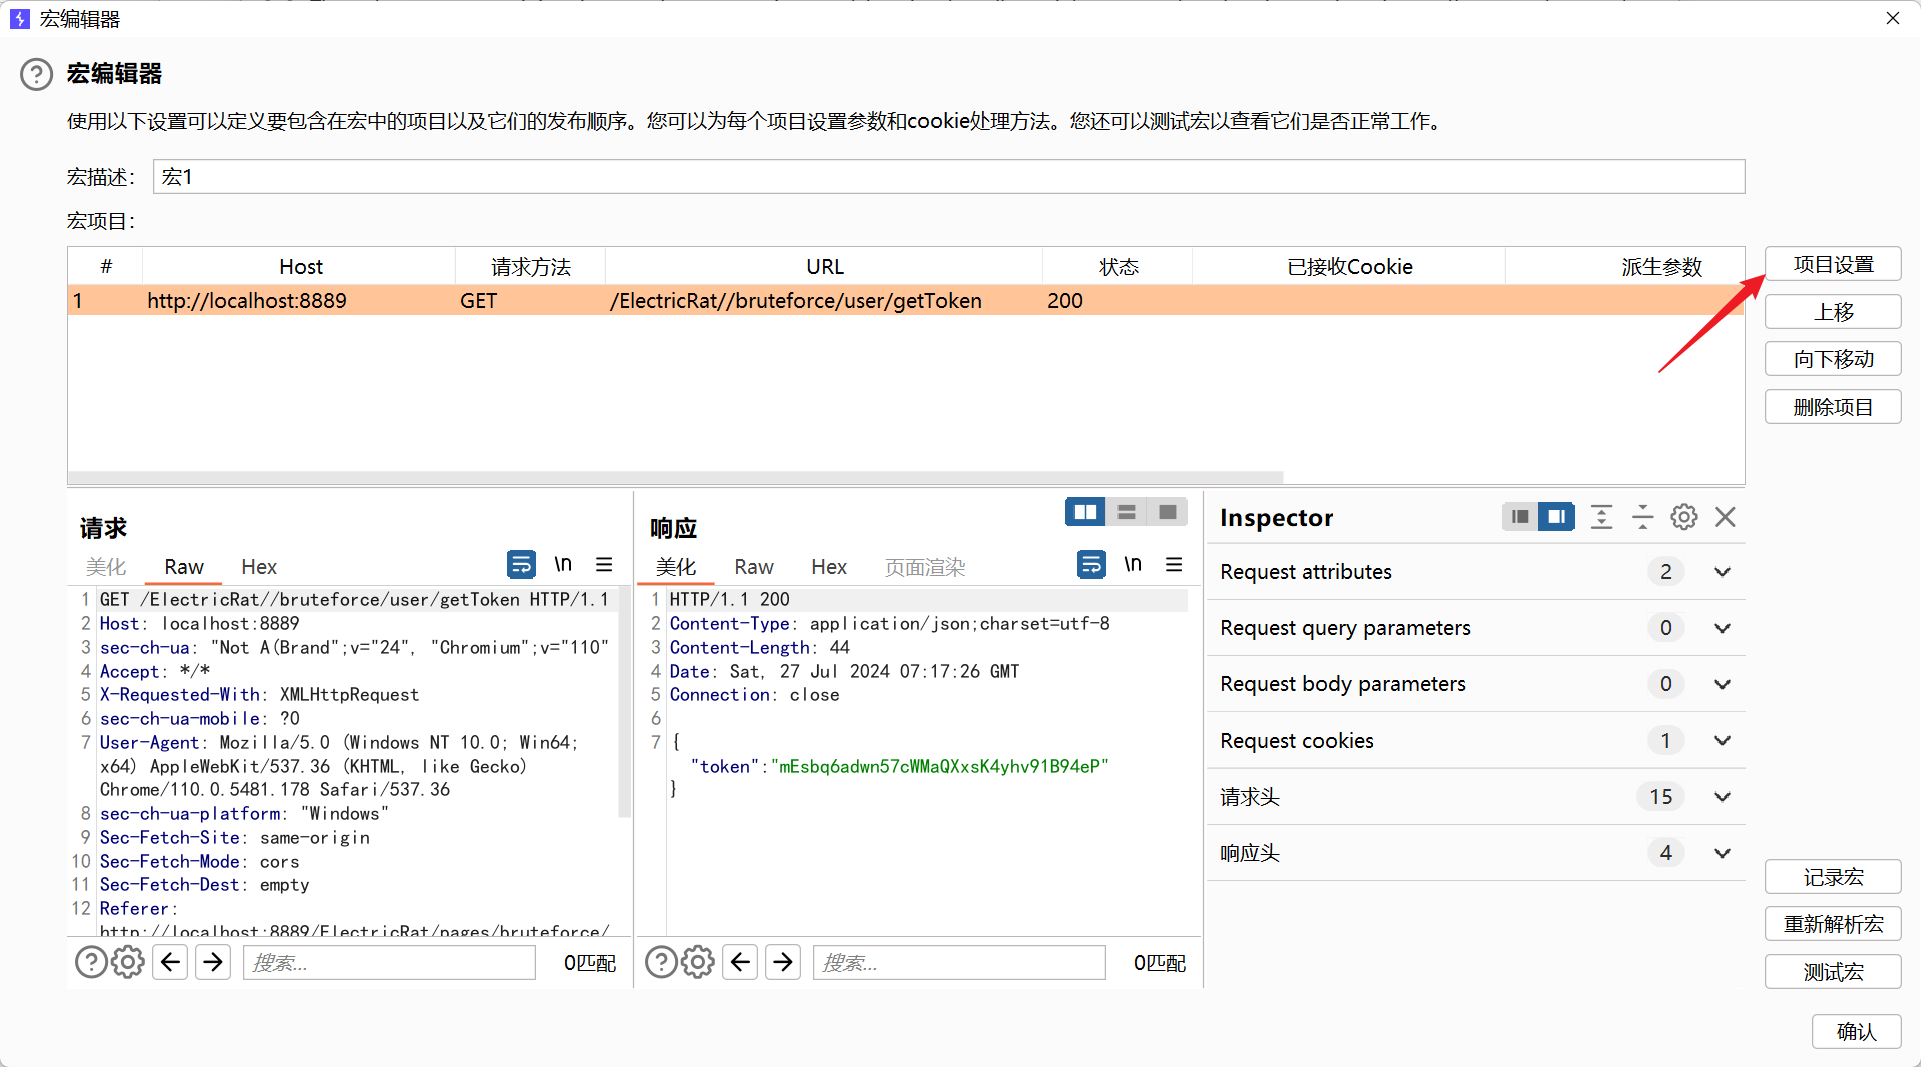 宏编辑器
宏编辑器
使用以下设置可以定义要包含在宏中的项目以及它们的发布顺序。您可以为每个项目设置参数和cookie处理方法。您还可以测试宏以查看它们是否正常工作。
宏描述： 宏1
宏项目：
# Host 请求方法 URL 状态 已接收Cookie 派生参数
1 http://localhost:8889 GET /ElectricRat//bruteforce/user/getToken 200
项目设置
上移
向下移动
删除项目
请求
美化 Raw Hex \n
1 GET /ElectricRat//bruteforce/user/getToken HTTP/1.1
2 Host: localhost:8889
3 sec-ch-ua: "Not A(Brand";v="24", "Chromium";v="110"
4 Accept: */*
5 X-Requested-With: XMLHttpRequest
6 sec-ch-ua-mobile: ?0
7 User-Agent: Mozilla/5.0 (Windows NT 10.0; Win64;
x64) AppleWebKit/537.36 (KHTML, like Gecko)
Chrome/110.0.5481.178 Safari/537.36
8 sec-ch-ua-platform: "Windows"
9 Sec-Fetch-Site: same-origin
10 Sec-Fetch-Mode: cors
11 Sec-Fetch-Dest: empty
12 Referer:
http://localhost:8889/ElectricRat/pages/bruteforce/
搜索... 0匹配
响应
美化 Raw Hex 页面渲染 \n
1 HTTP/1.1 200
2 Content-Type: application/json;charset=utf-8
3 Content-Length: 44
4 Date: Sat, 27 Jul 2024 07:17:26 GMT
5 Connection: close
6
7 {
"token":"mEsbq6adwn57cWMaQXxsK4yhv91B94eP"
}
搜索... 0匹配
Inspector
Request attributes 2
Request query parameters 0
Request body parameters 0
Request cookies 1
请求头 15
响应头 4
记录宏
重新解析宏
测试宏
确认